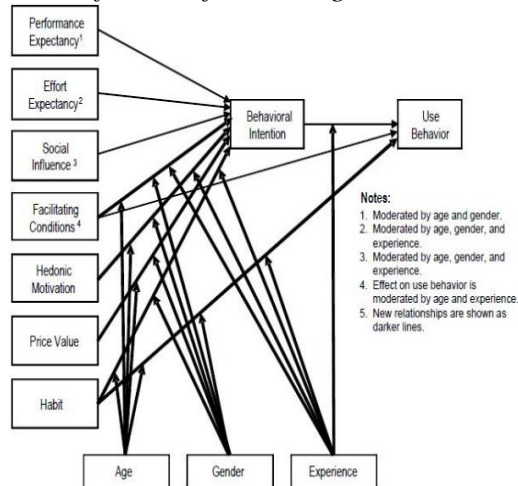 Performance
Expectancy1
Effort
Expectancy2
Social
Influence 3
Facilitating
Conditions 4
Hedonic
Motivation
Price Value
Habit
Behavioral
Intention
Use
Behavior
Notes:
1. Moderated by age and gender.
2. Moderated by age, gender, and
experience.
3. Moderated by age, gender, and
experience.
4. Effect on use behavior is
moderated by age and experience.
5. New relationships are shown as
darker lines.
Age
Gender
Experience